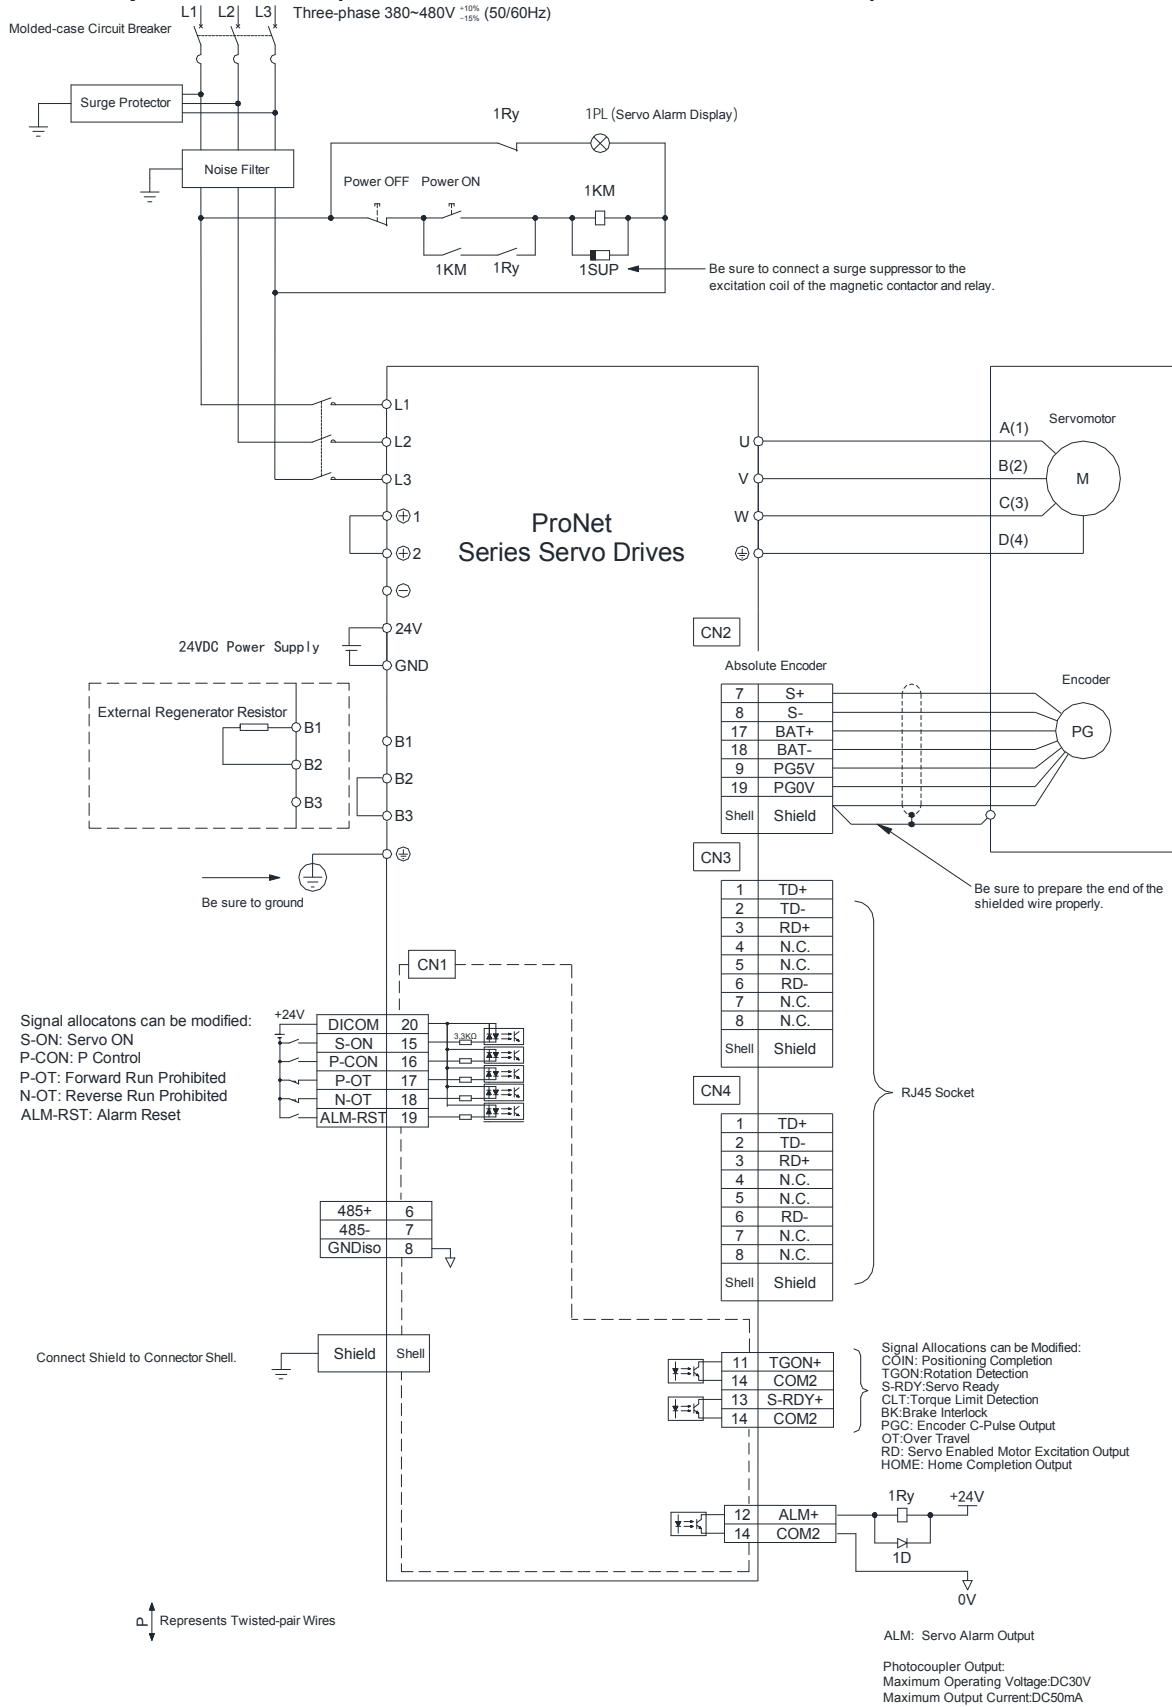 L1 L2 L3 Three-phase 380~480V +10% -15% (50/60Hz)
Molded-case Circuit Breaker
Surge Protector
1Ry 1PL (Servo Alarm Display)
Noise Filter
Power OFF Power ON
1KM
1KM 1Ry 1SUP
Be sure to connect a surge suppressor to the
excitation coil of the magnetic contactor and relay.
L1
L2
L3
1
2
24V
GND
24VDC Power Supply
External Regenerator Resistor
B1
B2
B3
B1
B2
B3
Be sure to ground
ProNet
Series Servo Drives
U
V
W
A(1)
B(2)
C(3)
D(4)
Servomotor
M
CN2
Absolute Encoder
7 S+
8 S-
17 BAT+
18 BAT-
9 PG5V
19 PG0V
Shell Shield
Encoder
PG
Be sure to prepare the end of the
shielded wire properly.
CN3
1 TD+
2 TD-
3 RD+
4 N.C.
5 N.C.
6 RD-
7 N.C.
8 N.C.
Shell Shield
CN4
1 TD+
2 TD-
3 RD+
4 N.C.
5 N.C.
6 RD-
7 N.C.
8 N.C.
Shell Shield
RJ45 Socket
CN1
Signal allocatons can be modified:
S-ON: Servo ON
P-CON: P Control
P-OT: Forward Run Prohibited
N-OT: Reverse Run Prohibited
ALM-RST: Alarm Reset
+24V
DICOM 20
S-ON 15
P-CON 16
P-OT 17
N-OT 18
ALM-RST 19
3.3KΩ
485+ 6
485- 7
GNDiso 8
Connect Shield to Connector Shell.
Shield Shell
11 TGON+
14 COM2
13 S-RDY+
14 COM2
Signal Allocations can be Modified:
COIN: Positioning Completion
TGON:Rotation Detection
S-RDY:Servo Ready
CLT:Torque Limit Detection
BK:Brake Interlock
PGC: Encoder C-Pulse Output
OT:Over Travel
RD: Servo Enabled Motor Excitation Output
HOME: Home Completion Output
12 ALM+
14 COM2
1Ry +24V
1D
0V
P Represents Twisted-pair Wires
ALM: Servo Alarm Output
Photocoupler Output:
Maximum Operating Voltage:DC30V
Maximum Output Current:DC50mA